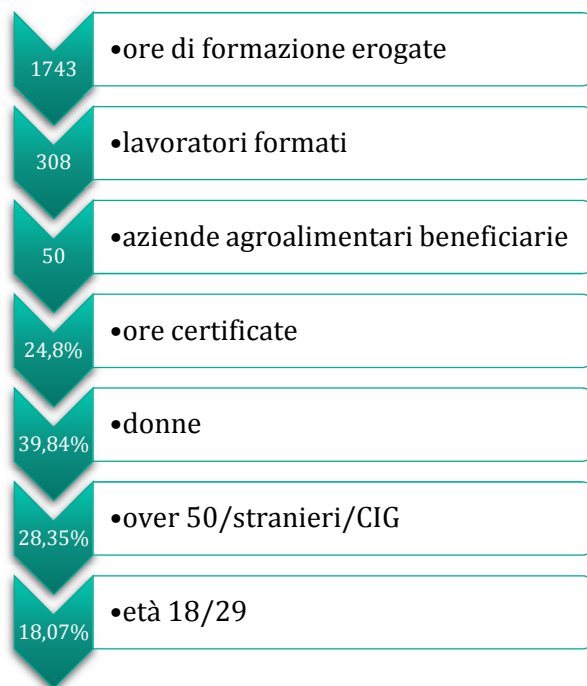 1743
•ore di formazione erogate
308
•lavoratori formati
50
•aziende agroalimentari beneficiarie
24,8%
•ore certificate
39,84%
•donne
28,35%
•over 50/stranieri/CIG
18,07%
•età 18/29